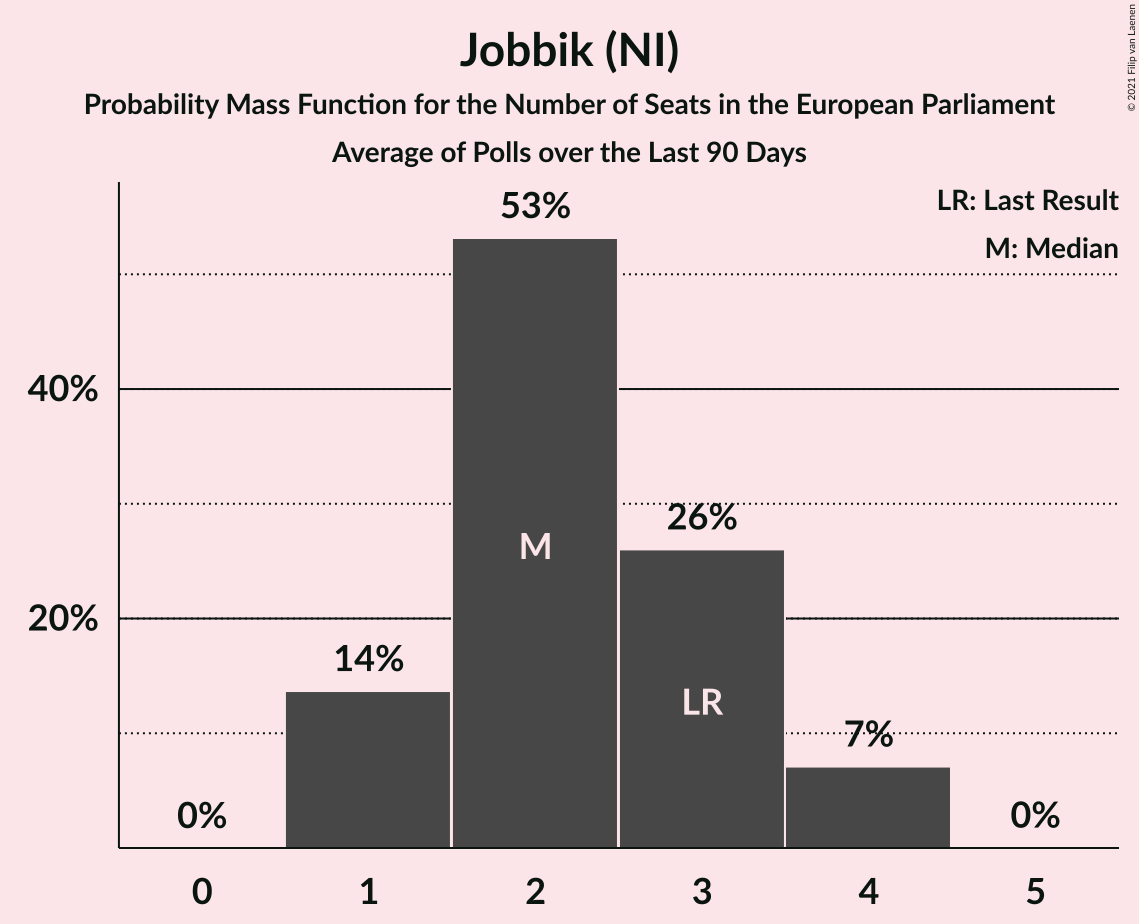 Jobbik (NI)
Probability Mass Function for the Number of Seats in the European Parliament
Average of Polls over the Last 90 Days
© 2021 Filip van Laenen
LR: Last Result
M: Median
53%
40%
26%
M
20%
14%
LR
7%
0%
0%
0 1 2 3 4 5